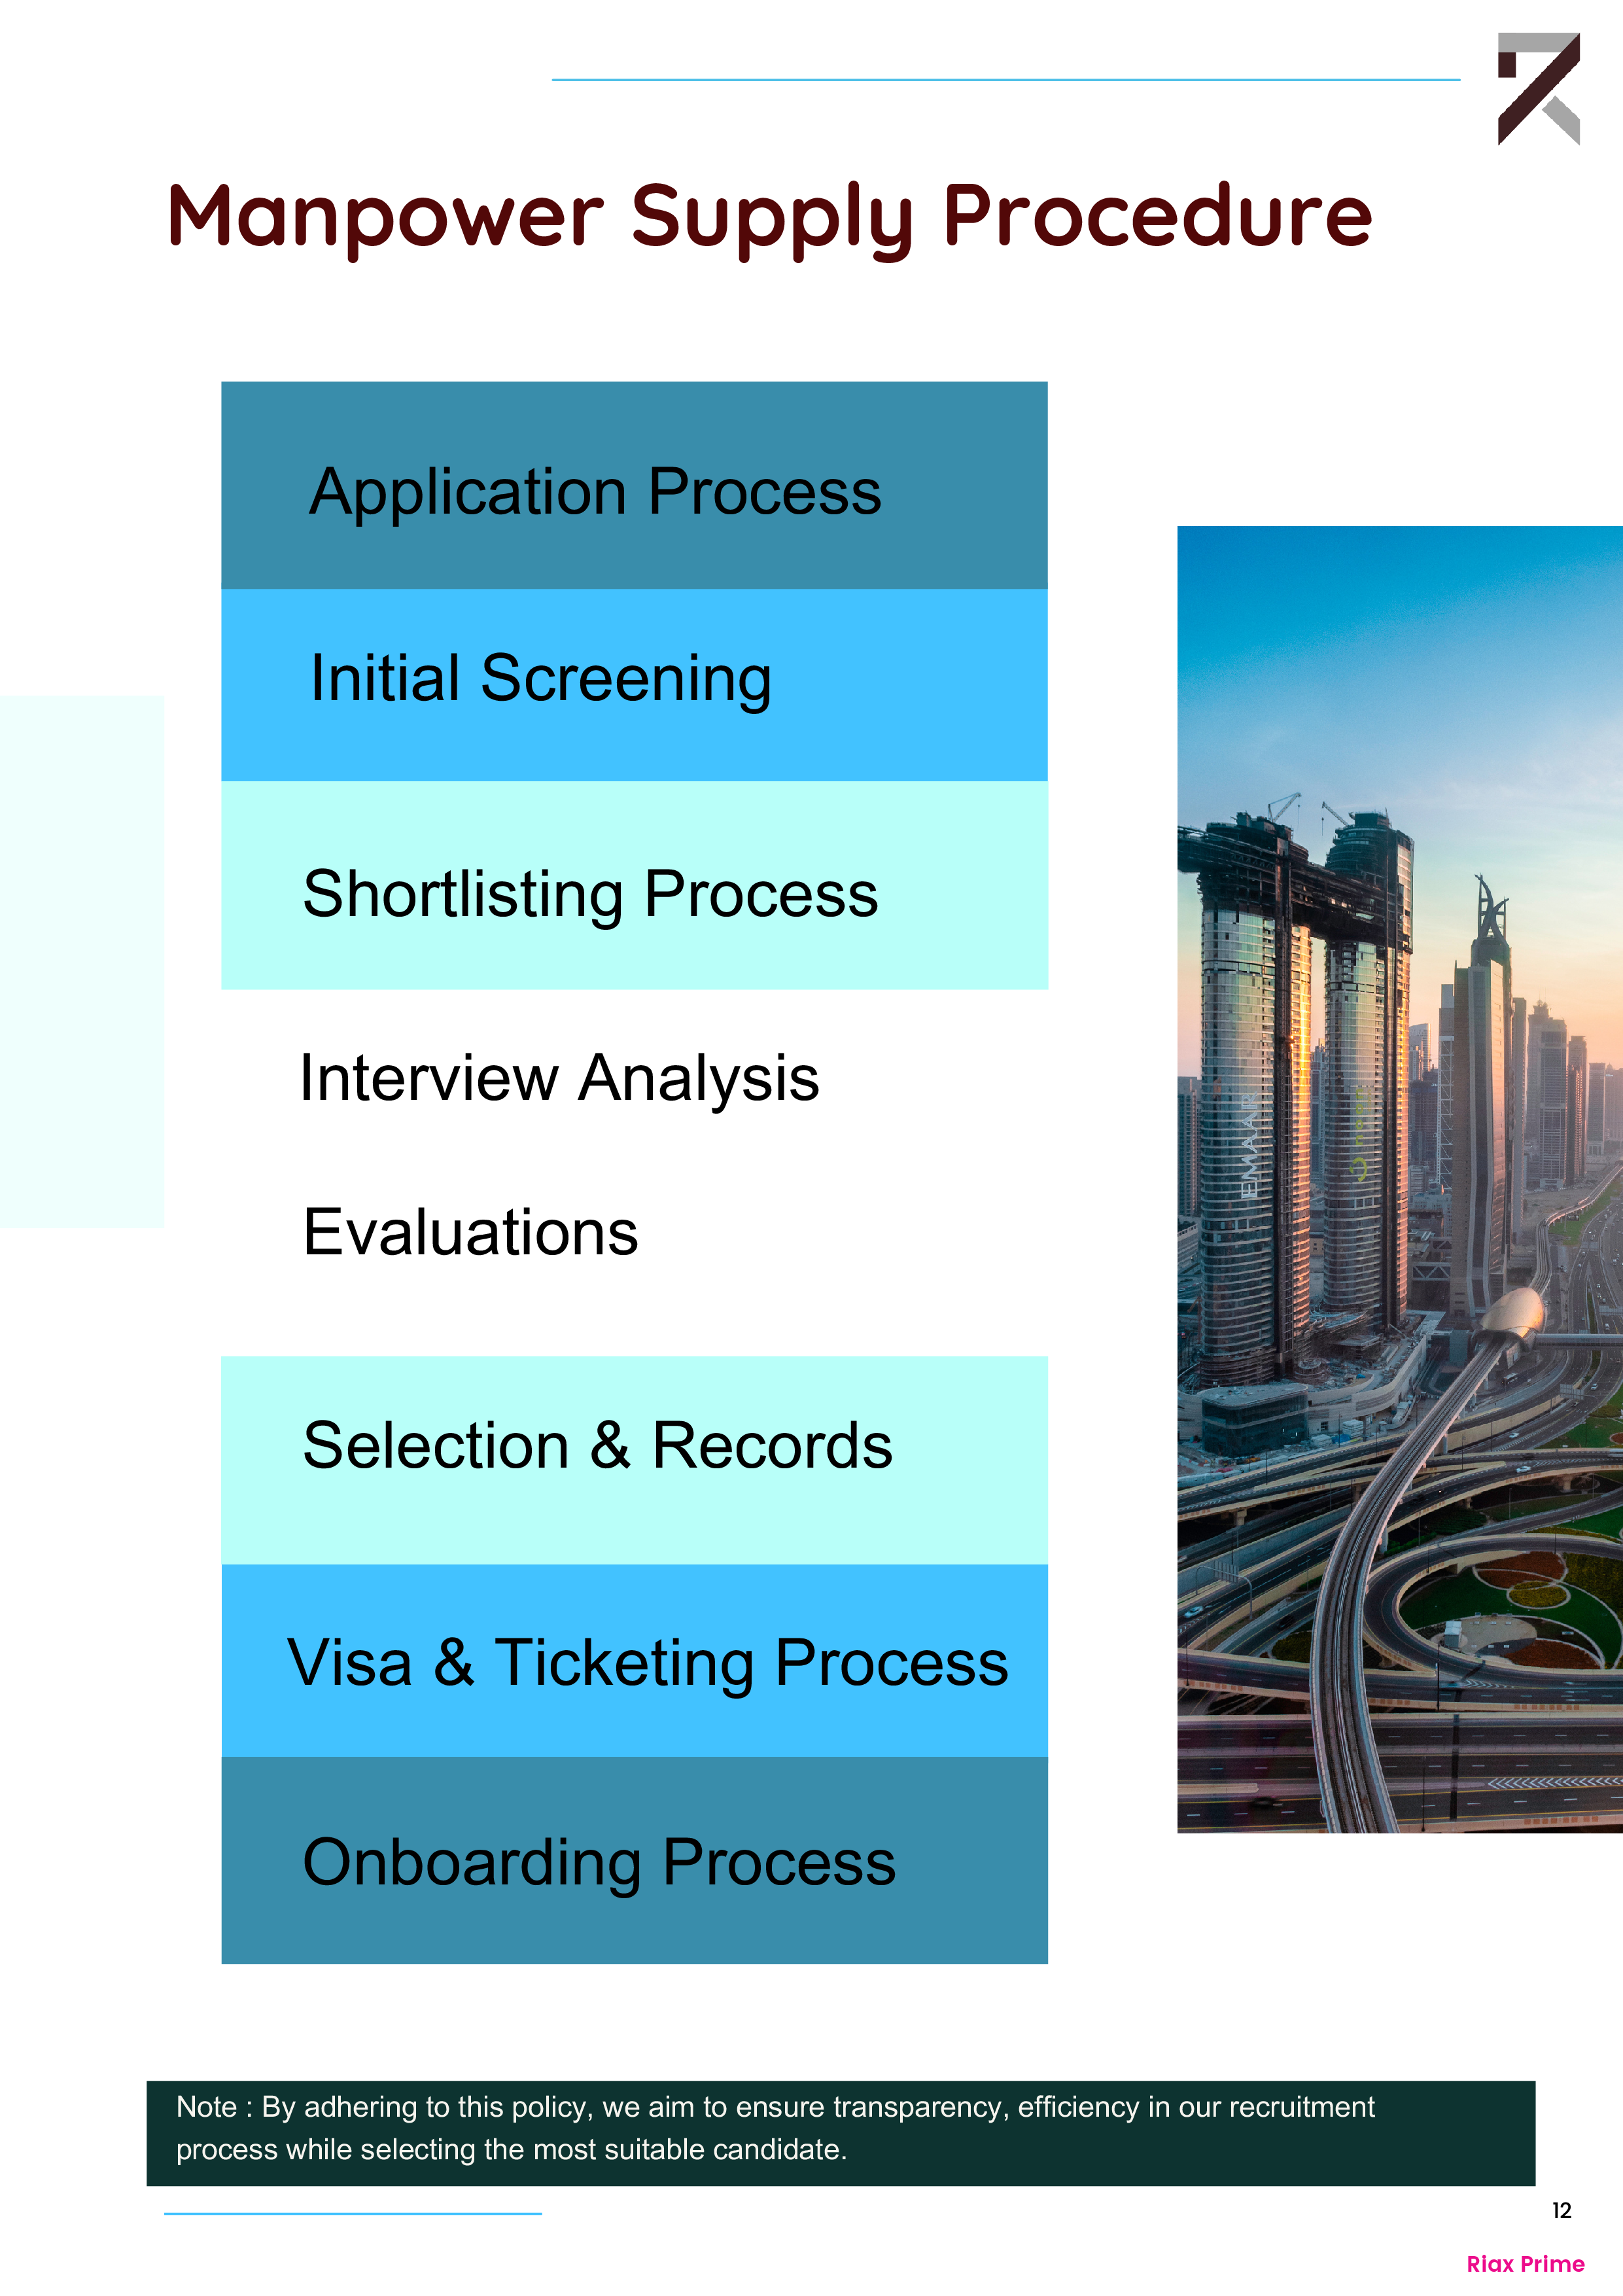 Manpower Supply Procedure
Application Process
Initial Screening
Shortlisting Process
Interview Analysis
Evaluations
Selection & Records
Visa & Ticketing Process
Onboarding Process
EMAAR
Note : By adhering to this policy, we aim to ensure transparency, efficiency in our recruitment
process while selecting the most suitable candidate.
12
Riax Prime